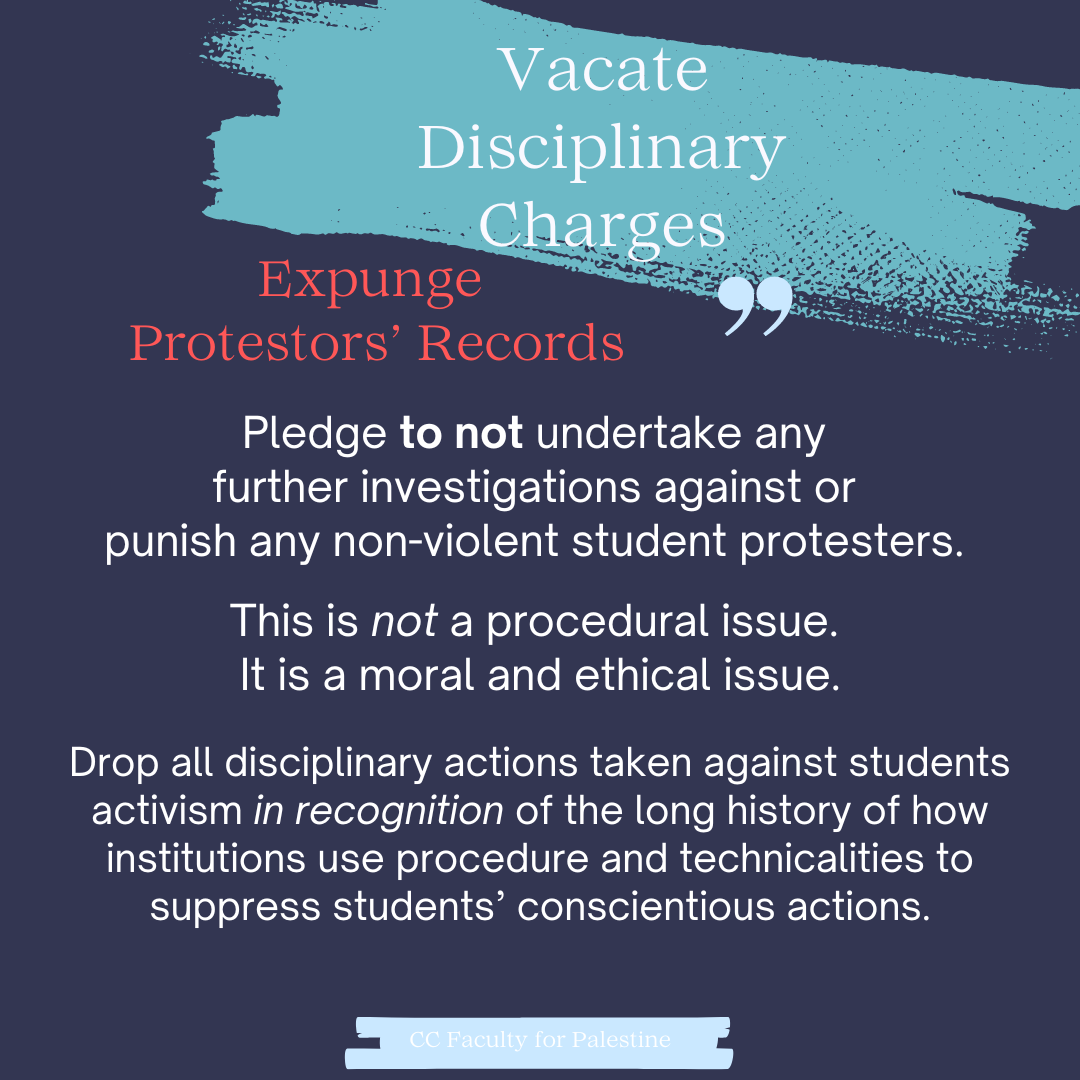 Vacate
Disciplinary
Charges
Expunge
Protestors’ Records
”
Pledge to not undertake any
further investigations against or
punish any non-violent student protesters.
This is not a procedural issue.
It is a moral and ethical issue.
Drop all disciplinary actions taken against students
activism in recognition of the long history of how
institutions use procedure and technicalities to
suppress students’ conscientious actions.
CC Faculty for Palestine